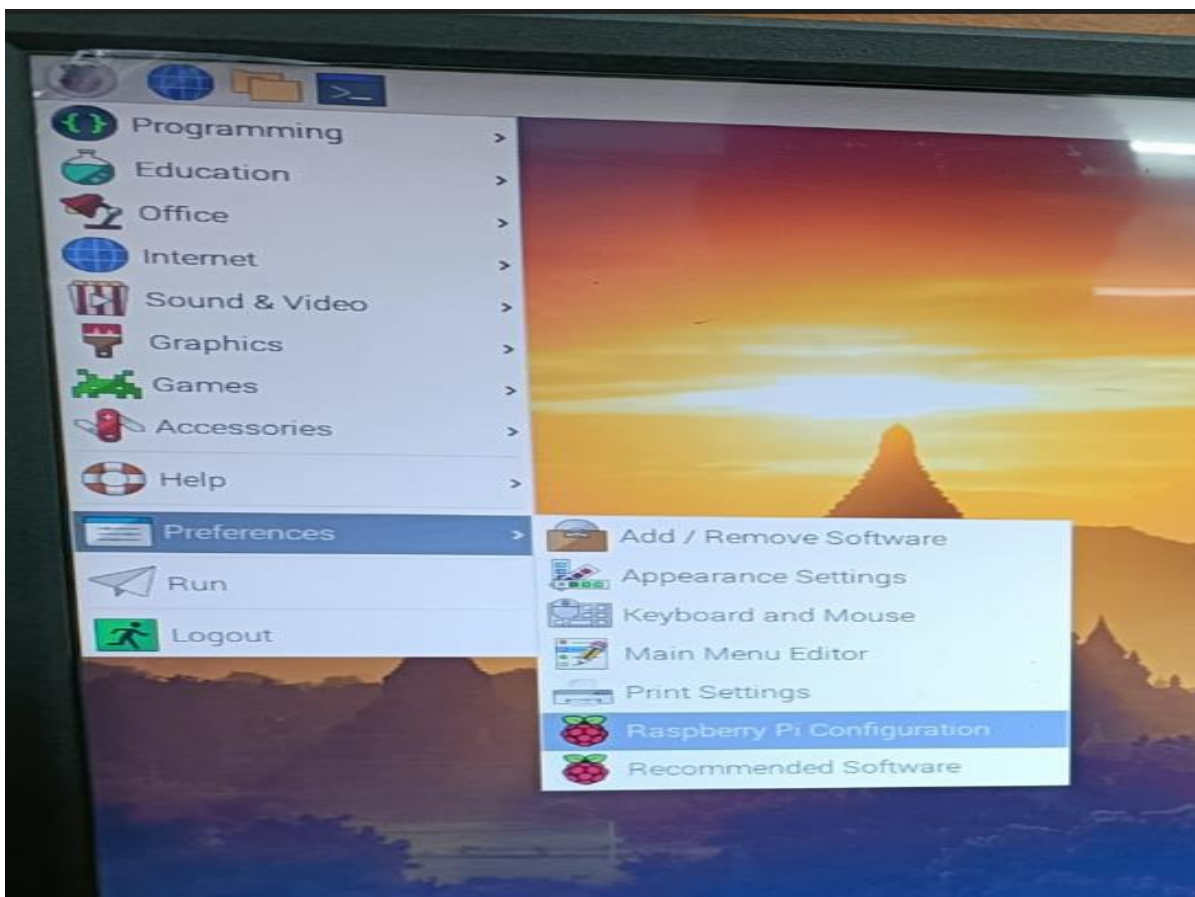 >_
Programming
Education
Office
Internet
Sound & Video
Graphics
Games
Accessories
Help
Preferences
Run
Logout
Add / Remove Software
Appearance Settings
Keyboard and Mouse
Main Menu Editor
Print Settings
Raspberry Pi Configuration
Recommended Software